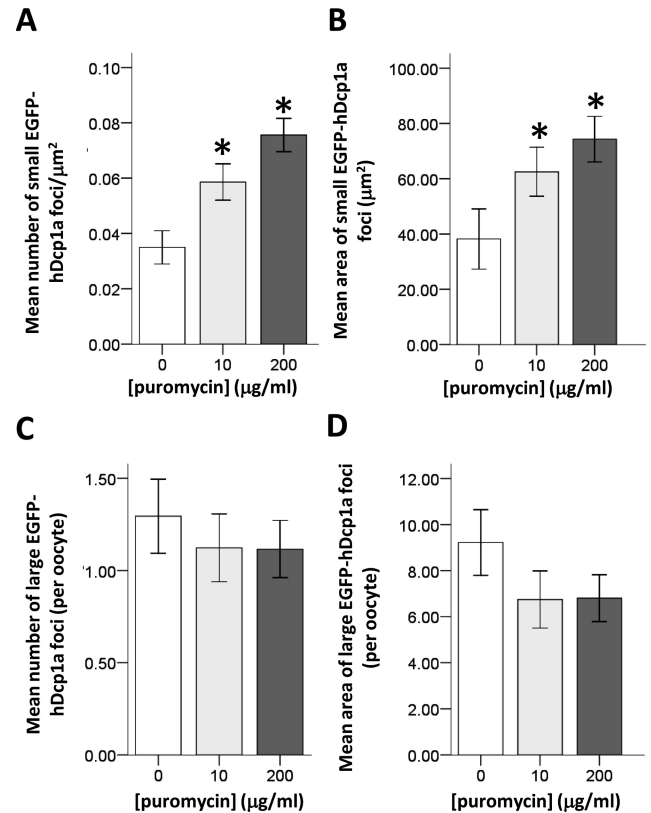 A
Mean number of small EGFP-
hDcp1a foci/μm²
0.10
0.08
0.06
0.04
0.02
0.00
*
*
0 10 200
[puromycin] (μg/ml)
B
Mean area of small EGFP-hDcp1a
foci (μm²)
100.00
80.00
60.00
40.00
20.00
0.00
*
*
0 10 200
[puromycin] (μg/ml)
C
Mean number of large EGFP-
hDcp1a foci (per oocyte)
1.50
1.00
0.50
0.00
0 10 200
[puromycin] (μg/ml)
D
Mean area of large EGFP-hDcp1a foci
(per oocyte)
12.00
10.00
8.00
6.00
4.00
2.00
0.00
0 10 200
[puromycin] (μg/ml)